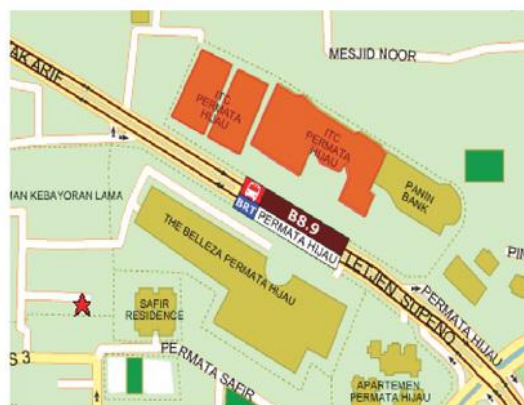 AK ARIF
MESJID NOOR
ITC
PERMATA
HIJAU
ITC
PERMATA
HIJAU
PANIN
BANK
MAN KEBAYORAN LAMA
B8.9
BRT
PERMATA HIJAU
THE BELLEZA PERMATA HIJAU
LETJEN. SUPENO
PERMATA HIJAU
PIN
SAFIR
RESIDENCE
S 3
PERMATA SAFIR
APARTEMEN
PERMATA HIJAU